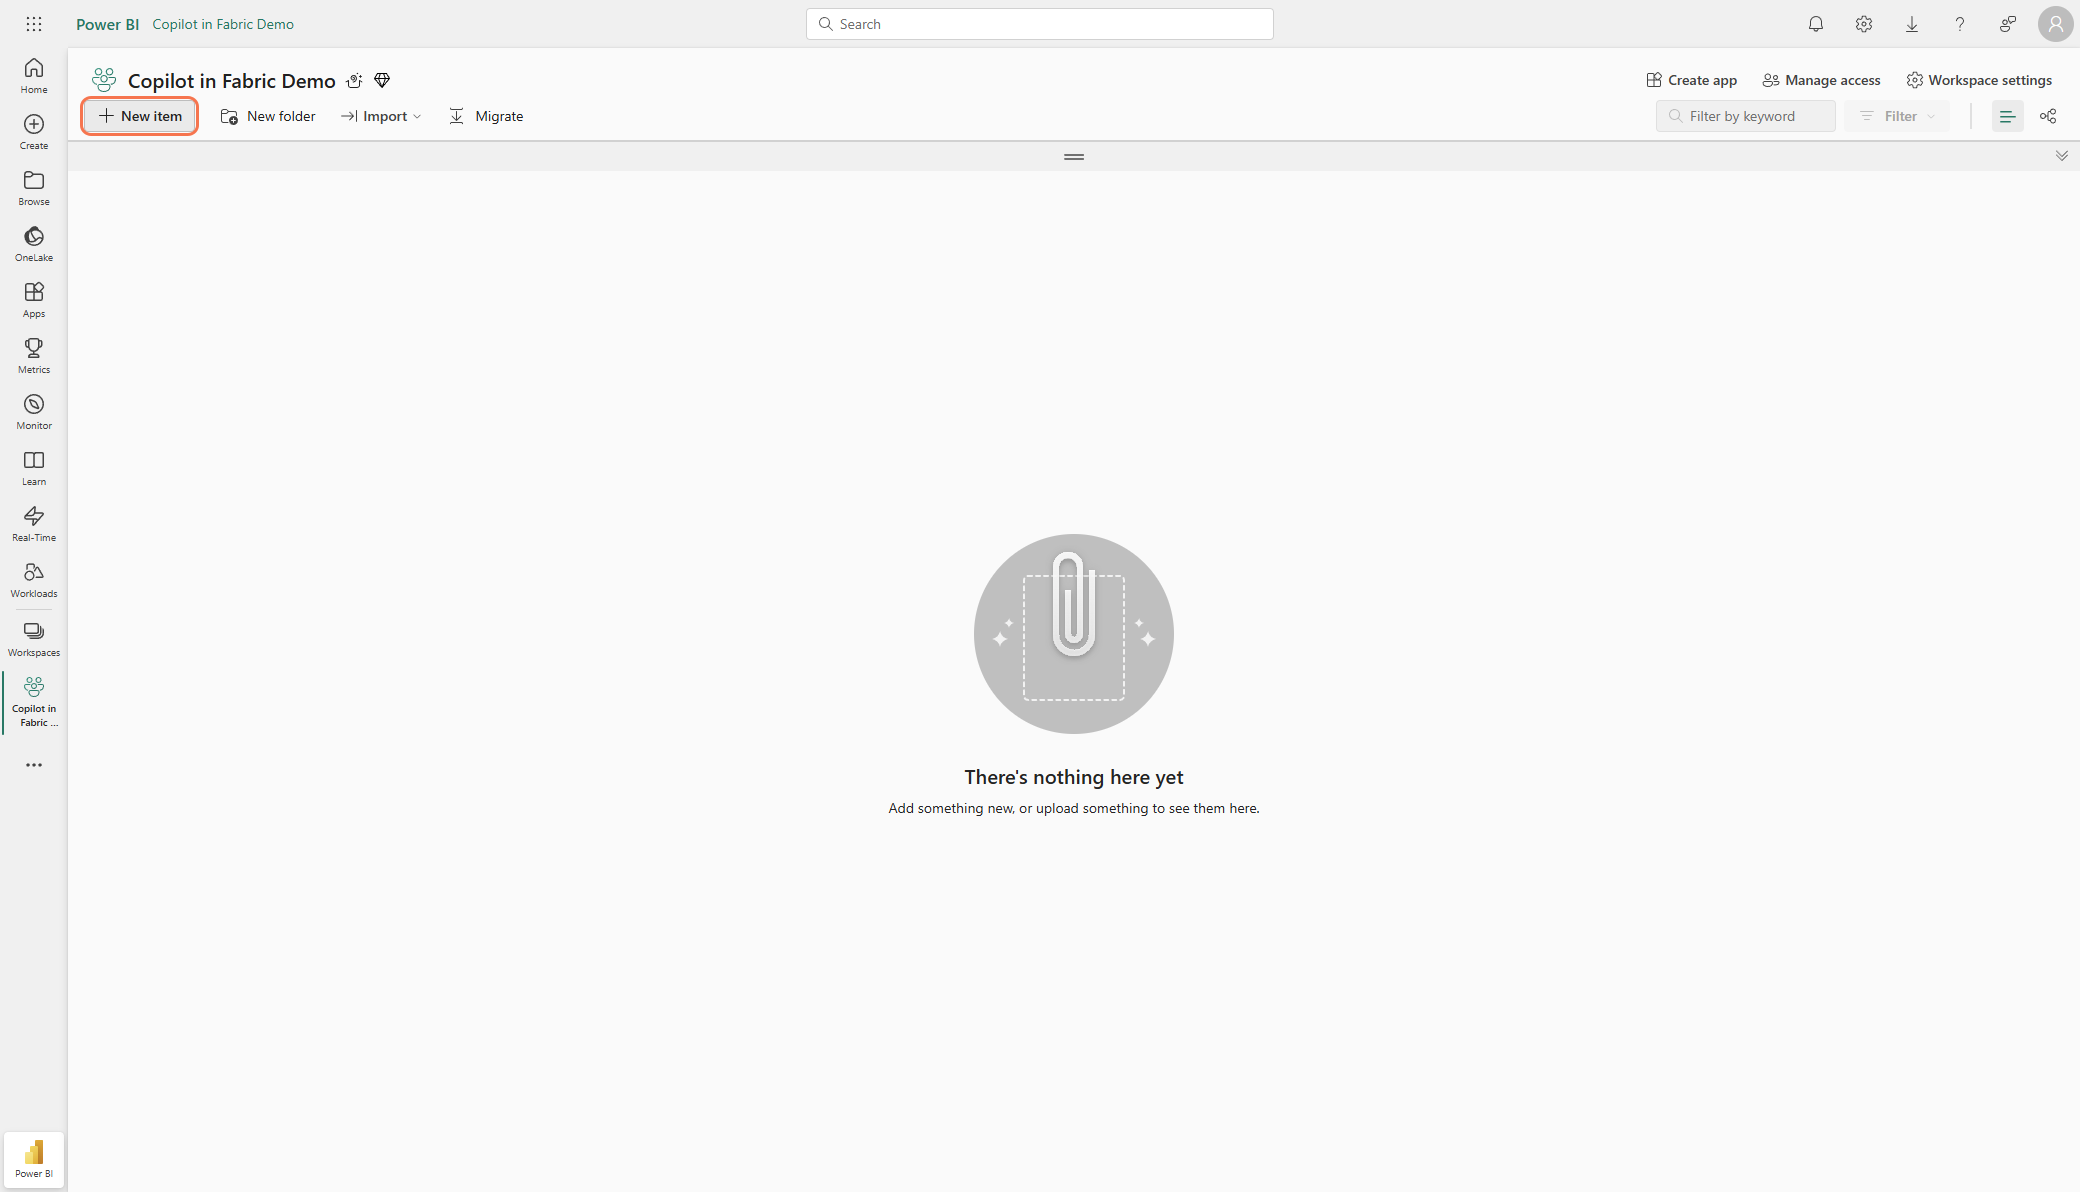 Power BI Copilot in Fabric Demo Search
Home
Create
Browse
OneLake
Apps
Metrics
Monitor
Learn
Real-Time
Workloads
Workspaces
Copilot in
Fabric ...
Power BI
Copilot in Fabric Demo
Create app Manage access Workspace settings
New item New folder Import Migrate Filter by keyword Filter
There's nothing here yet
Add something new, or upload something to see them here.